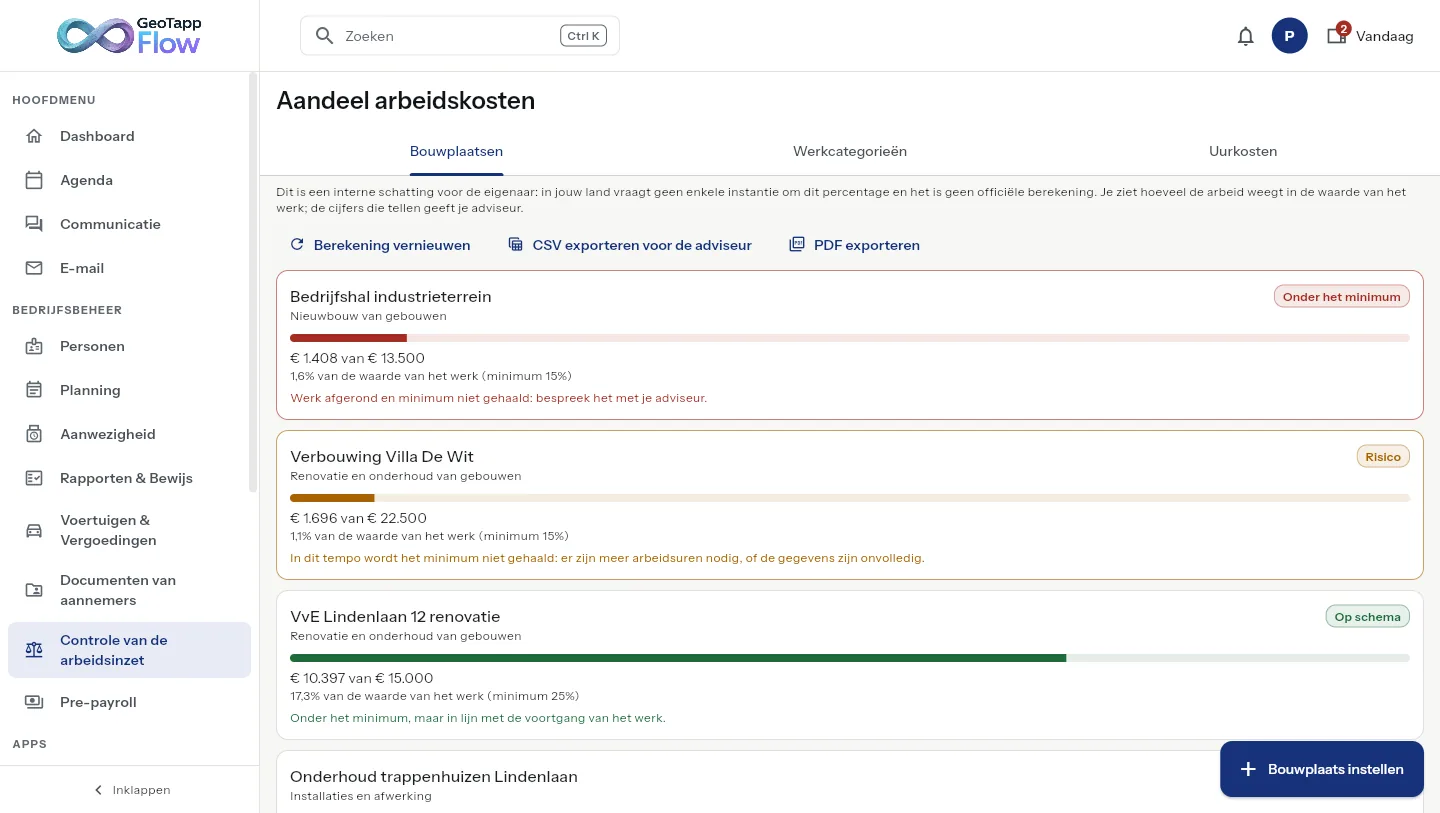 GeoTapp
Flow
Zoeken
Ctrl K
P
2
Vandaag
HOOFDMENU
Dashboard
Agenda
Communicatie
E-mail
BEDRIJFSBEHEER
Personen
Planning
Aanwezigheid
Rapporten & Bewijs
Voertuigen &
Vergoedingen
Documenten van
aannemers
Controle van de
arbeidsinzet
Pre-payroll
APPS
Inklappen
Aandeel arbeidskosten
Bouwplaatsen
Werkcategorieën
Uurkosten
Dit is een interne schatting voor de eigenaar: in jouw land vraagt geen enkele instantie om dit percentage en het is geen officiële berekening. Je ziet hoeveel de arbeid weegt in de waarde van het
werk; de cijfers die tellen geeft je adviseur.
Berekening vernieuwen
CSV exporteren voor de adviseur
PDF exporteren
Bedrijfshal industrieterrein
Onder het minimum
Nieuwbouw van gebouwen
€ 1.408 van € 13.500
1,6% van de waarde van het werk (minimum 15%)
Werk afgerond en minimum niet gehaald: bespreek het met je adviseur.
Verbouwing Villa De Wit
Risico
Renovatie en onderhoud van gebouwen
€ 1.696 van € 22.500
1,1% van de waarde van het werk (minimum 15%)
In dit tempo wordt het minimum niet gehaald: er zijn meer arbeidsuren nodig, of de gegevens zijn onvolledig.
VvE Lindenlaan 12 renovatie
Op schema
Renovatie en onderhoud van gebouwen
€ 10.397 van € 15.000
17,3% van de waarde van het werk (minimum 25%)
Onder het minimum, maar in lijn met de voortgang van het werk.
Onderhoud trappenhuizen Lindenlaan
Installaties en afwerking
Bouwplaats instellen